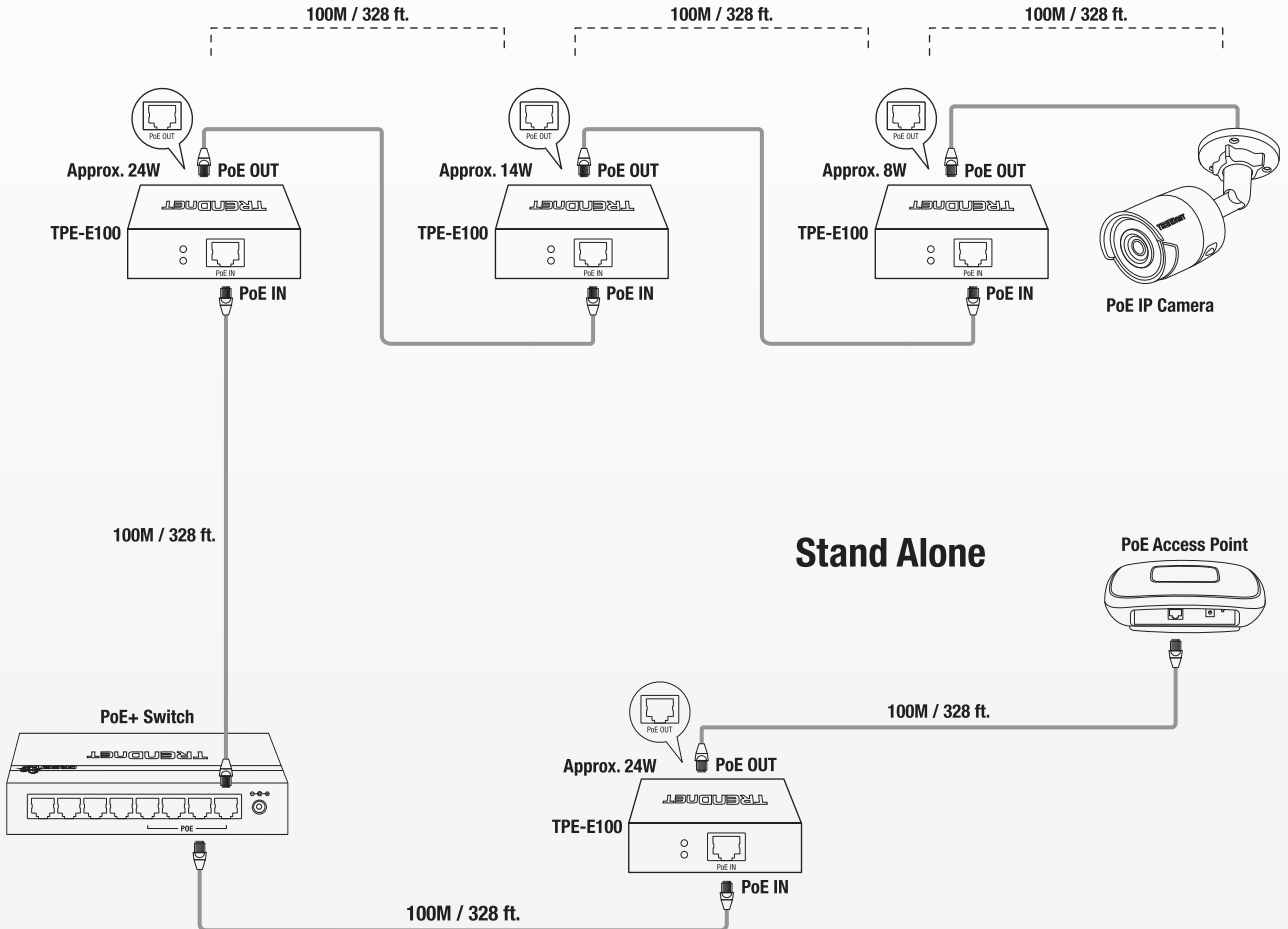 100M / 328 ft.
100M / 328 ft.
100M / 328 ft.
PoE OUT
PoE OUT
PoE OUT
Approx. 24W
PoE OUT
Approx. 14W
PoE OUT
Approx. 8W
PoE OUT
TRENDnET
TRENDnET
TRENDnET
TRENDnET
TPE-E100
TPE-E100
TPE-E100
PoE IN
PoE IN
PoE IN
PoE IN
PoE IN
PoE IN
PoE IP Camera
100M / 328 ft.
Stand Alone
PoE Access Point
PoE+ Switch
100M / 328 ft.
PoE OUT
TRENDnET
Approx. 24W
PoE OUT
TRENDnET
TPE-E100
POE
PoE IN
PoE IN
100M / 328 ft.